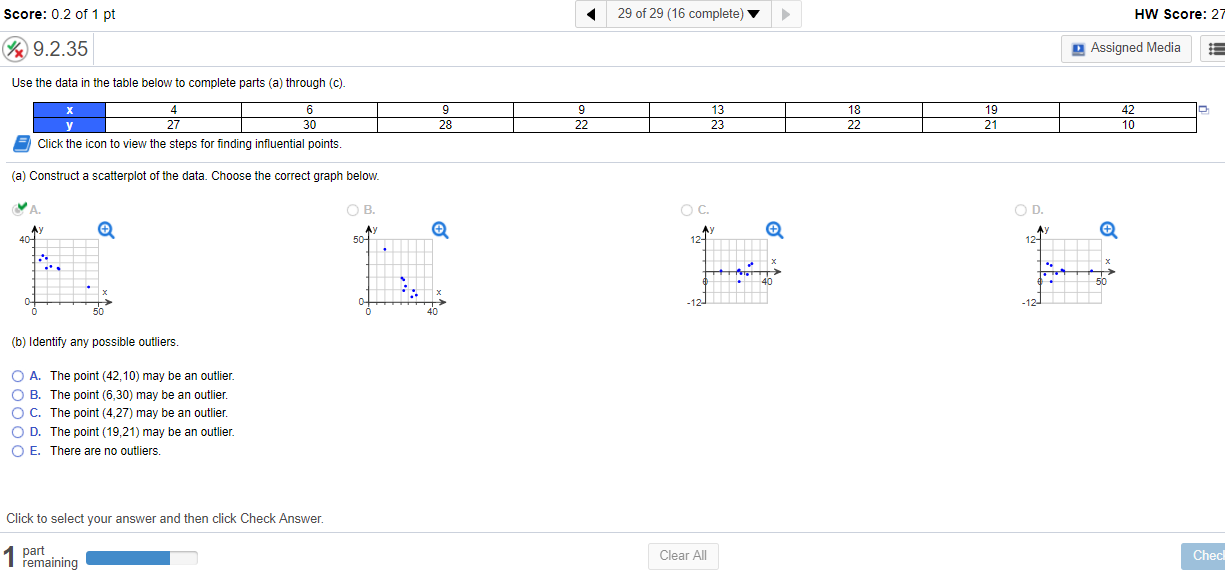 Score: 0.2 of 1 pt
29 of 29 (16 complete)
HW Score: 27
9.2.35
Assigned Media
Use the data in the table below to complete parts (a) through (c).
x 4 6 9 9 13 18 19 42
y 27 30 28 22 23 22 21 10
Click the icon to view the steps for finding influential points.
(a) Construct a scatterplot of the data. Choose the correct graph below.
A. B. C. D.
y y y y
40 50 12 12
x x x x
0 0 0 40 0 50
-12 -12
0 50 0 40
(b) Identify any possible outliers.
A. The point (42,10) may be an outlier.
B. The point (6,30) may be an outlier.
C. The point (4,27) may be an outlier.
D. The point (19,21) may be an outlier.
E. There are no outliers.
Click to select your answer and then click Check Answer.
1 part
remaining
Clear All
Chec